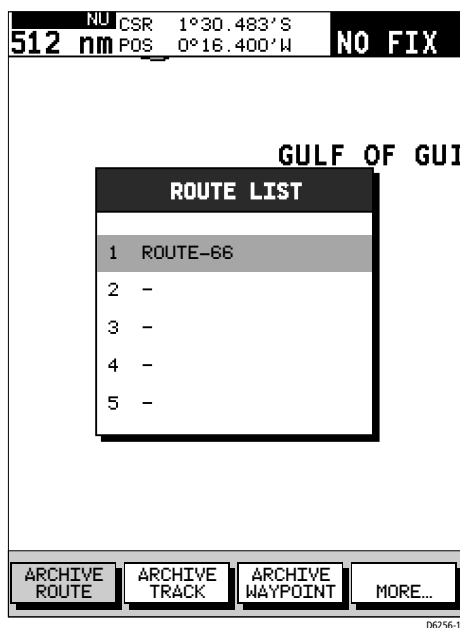 NU CSR 1°30.483'S
512 nm POS 0°16.400'W NO FIX
GULF OF GUI
ROUTE LIST
1 ROUTE-66
2 -
3 -
4 -
5 -
ARCHIVE ROUTE
ARCHIVE TRACK
ARCHIVE WAYPOINT
MORE...
D6256-1